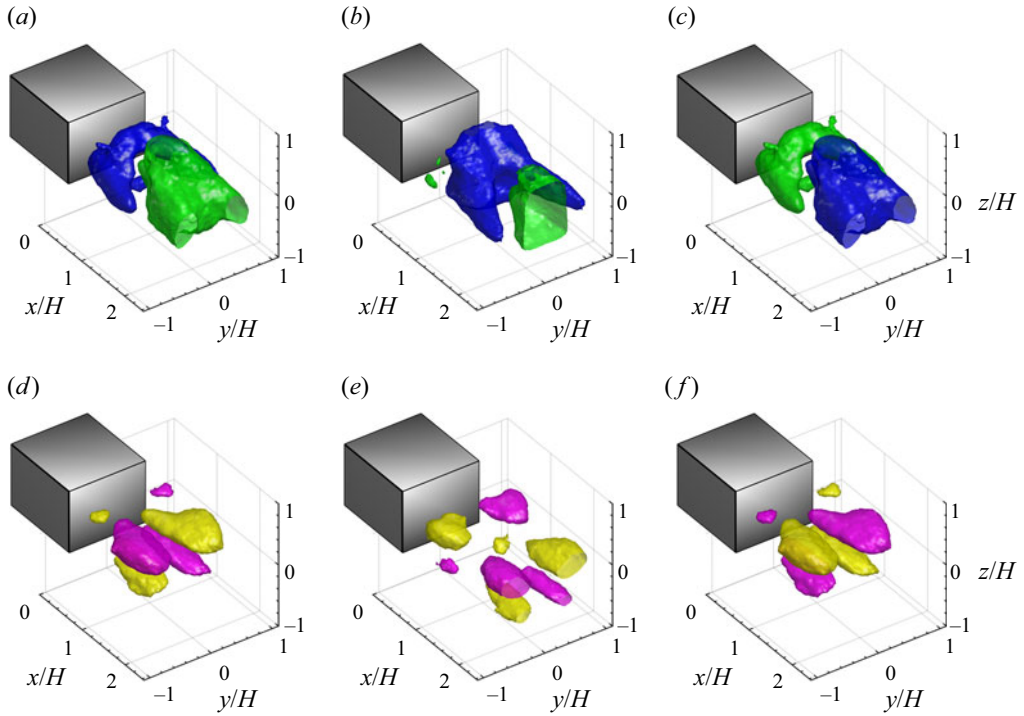 (a) (b) (c)
1 1 1
0 0 0 z/H
0 0 0
–1 –1 –1
1 1 1 1 1 1
x/H 2 0 x/H 2 0 x/H 2 0
–1 y/H –1 y/H –1 y/H
(d) (e) (f)
1 1 1
0 0 0 z/H
0 0 0
–1 –1 –1
1 1 1 1 1 1
x/H 2 0 x/H 2 0 x/H 2 0
–1 y/H –1 y/H –1 y/H